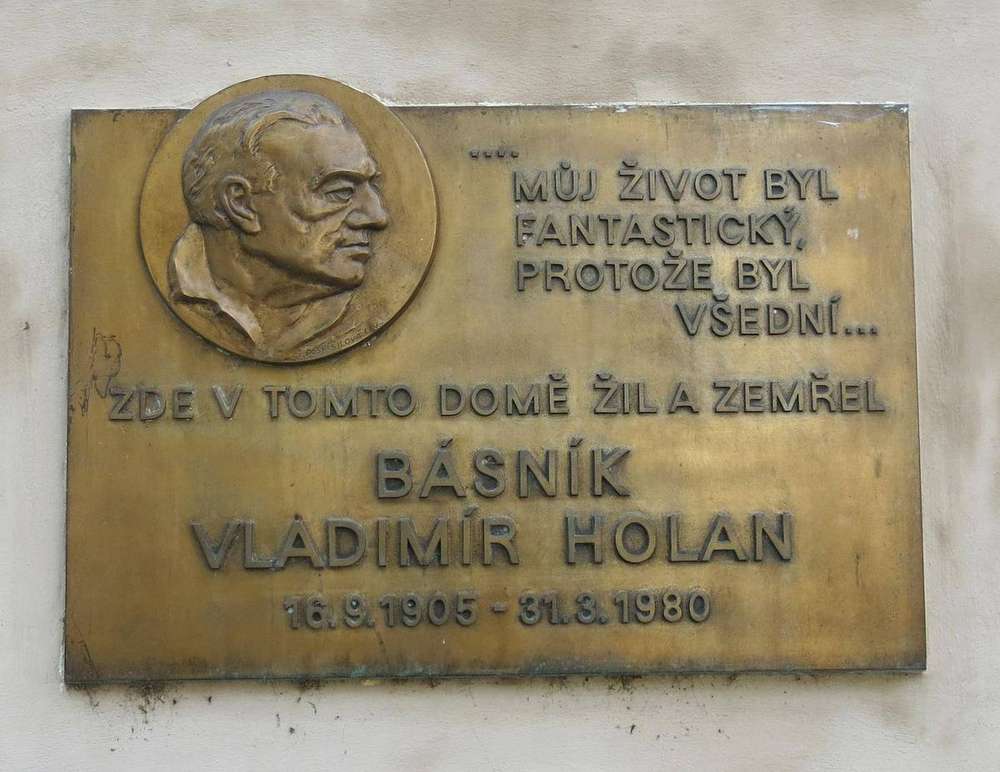 ....
MŮJ ŽIVOT BYL
FANTASTICKÝ,
PROTOŽE BYL
VŠEDNÍ...
ZDE V TOMTO DOMĚ ŽIL A ZEMŘEL
BÁSNÍK
VLADIMÍR HOLAN
16.9.1905 - 31.3.1980